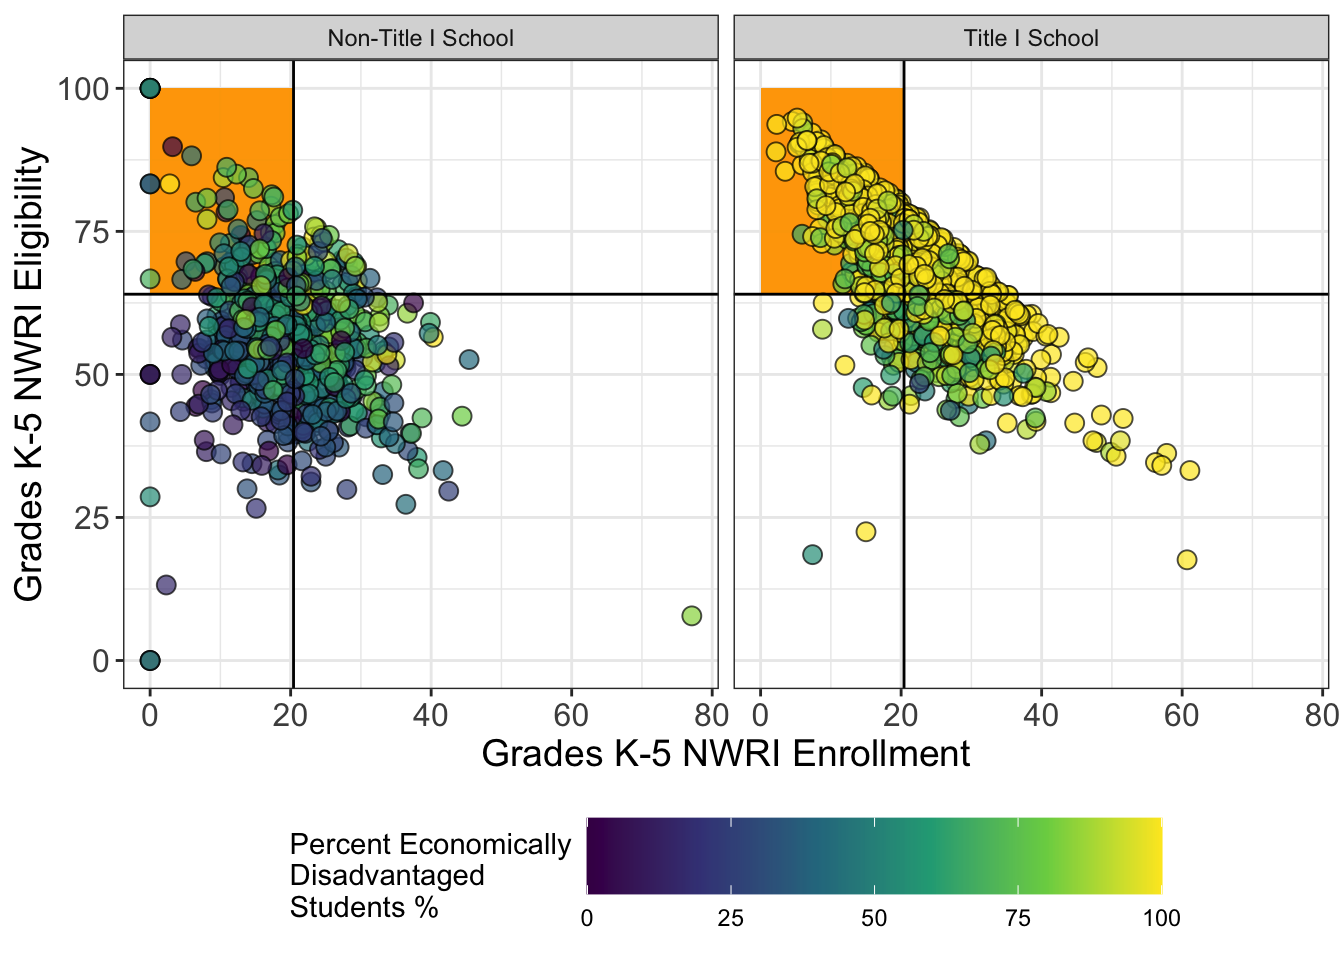 Non-Title I School
Title I School
Grades K-5 NWRI Eligibility
100
75
50
25
0
0 20 40 60 80
0 20 40 60 80
Grades K-5 NWRI Enrollment
Percent Economically
Disadvantaged
Students %
0 25 50 75 100